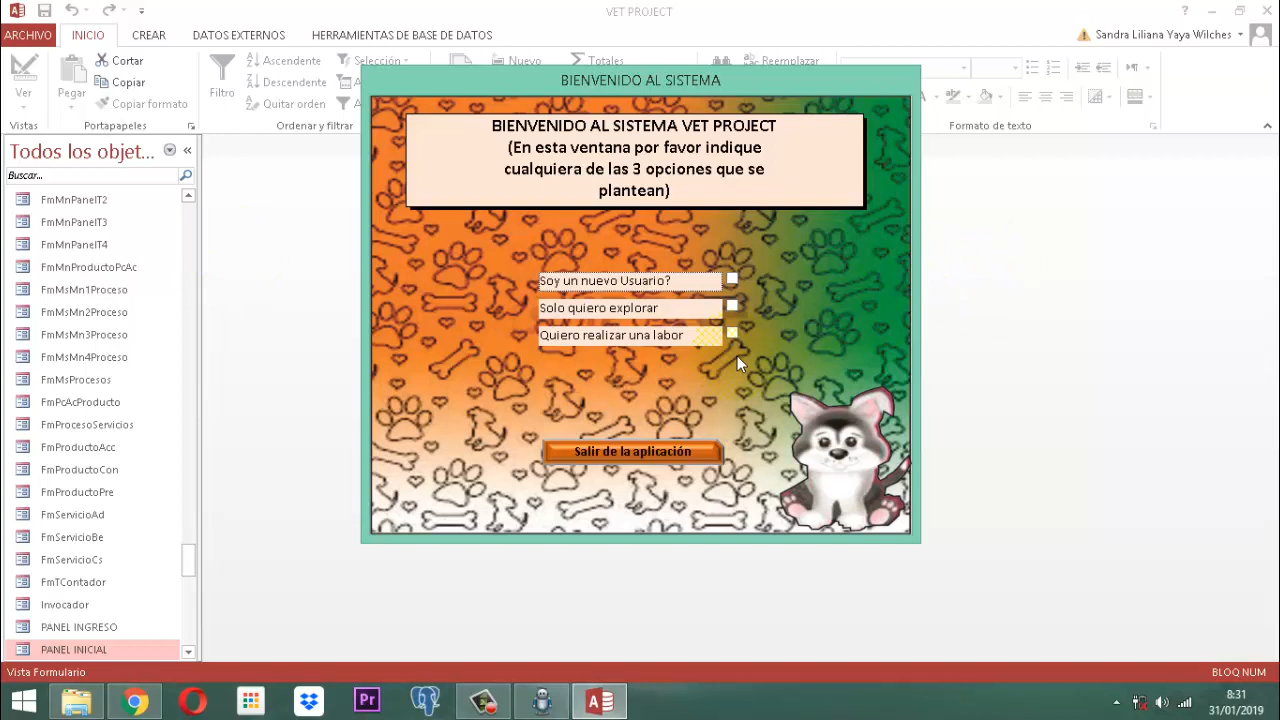 VET PROJECT
ARCHIVO INICIO CREAR DATOS EXTERNOS HERRAMIENTAS DE BASE DE DATOS Sandra Liliana Yaya Wilches
Ver
Vistas
Pegar
Cortar
Copiar
Copiar formato
Portapapeles
Filtro
Ascendente
Descendente
Quitar or
Selección
Ordenar y filtrar
Nuevo
Totales
Reemplazar
Formato de texto
Todos los objet...
Buscar...
FmMnPanelT2
FmMnPanelT3
FmMnPanelT4
FmMnProductoPcAc
FmMsMn1Proceso
FmMsMn2Proceso
FmMsMn3Proceso
FmMsMn4Proceso
FmMsProcesos
FmPcAcProducto
FmProcesoServicios
FmProductoAcc
FmProductoCon
FmProductoPre
FmServicioAd
FmServicioBe
FmServicioCs
FmTContador
Invocador
PANEL INGRESO
PANEL INICIAL
BIENVENIDO AL SISTEMA
BIENVENIDO AL SISTEMA VET PROJECT
(En esta ventana por favor indique
cualquiera de las 3 opciones que se
plantean)
Soy un nuevo Usuario?
Solo quiero explorar
Quiero realizar una labor
Salir de la aplicación
Vista Formulario
BLOQ NUM
Pr
8:31
31/01/2019